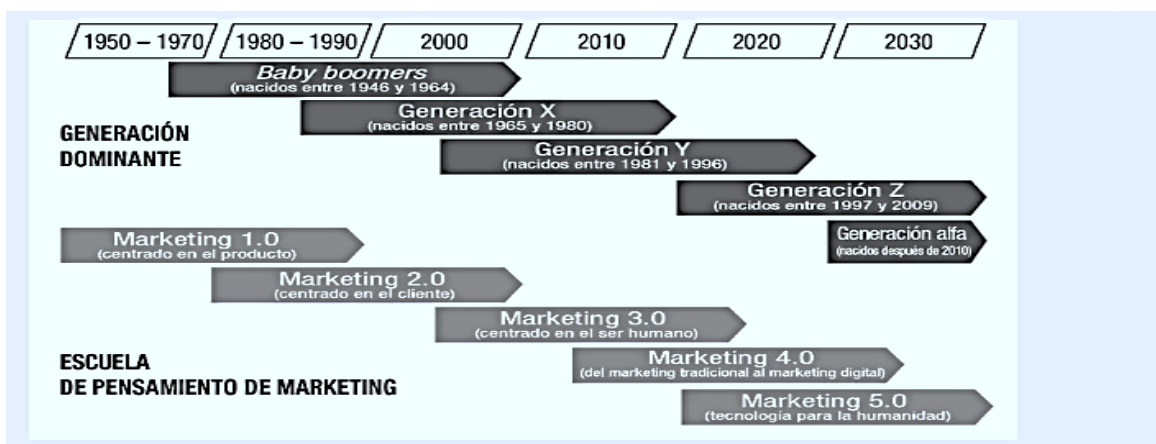 1950 – 1970
1980 – 1990
2000
2010
2020
2030
Baby boomers
(nacidos entre 1946 y 1964)
Generación X
(nacidos entre 1965 y 1980)
GENERACIÓN
DOMINANTE
Generación Y
(nacidos entre 1981 y 1996)
Generación Z
(nacidos entre 1997 y 2009)
Generación alfa
(nacidos después de 2010)
Marketing 1.0
(centrado en el producto)
Marketing 2.0
(centrado en el cliente)
Marketing 3.0
(centrado en el ser humano)
ESCUELA
DE PENSAMIENTO DE MARKETING
Marketing 4.0
(del marketing tradicional al marketing digital)
Marketing 5.0
(tecnología para la humanidad)